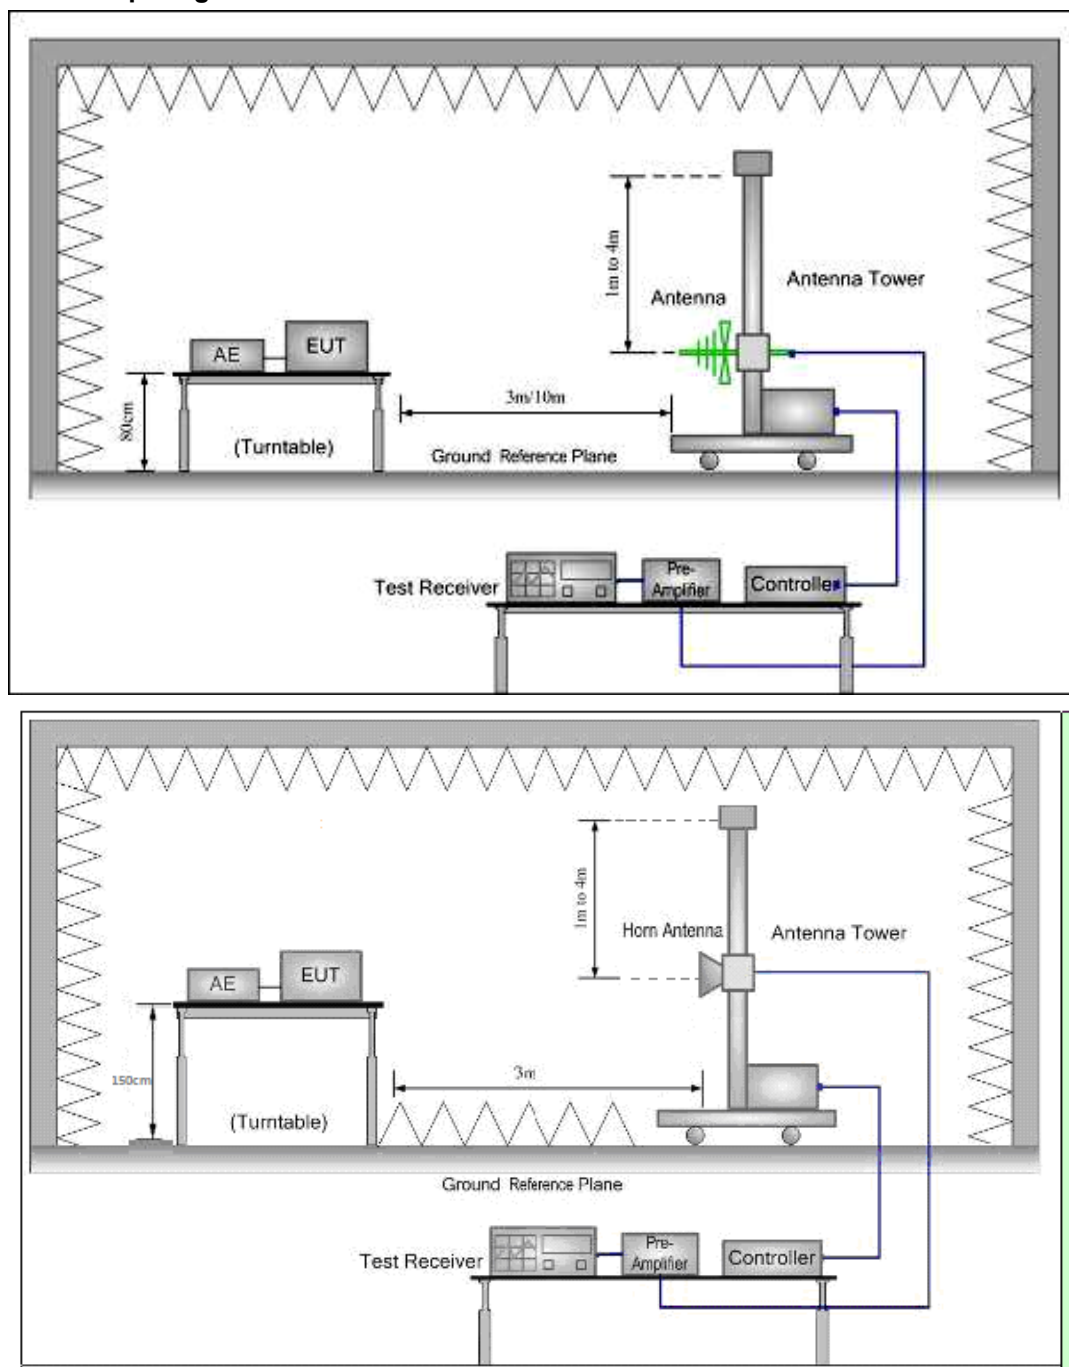 1m to 4m
Antenna Tower
Antenna
AE
EUT
3m/10m
80cm
(Turntable)
Ground Reference Plane
Test Receiver
Pre-
Amplifier
Controller
1m to 4m
Horn Antenna
Antenna Tower
AE
EUT
3m
150cm
(Turntable)
Ground Reference Plane
Test Receiver
Pre-
Amplifier
Controller